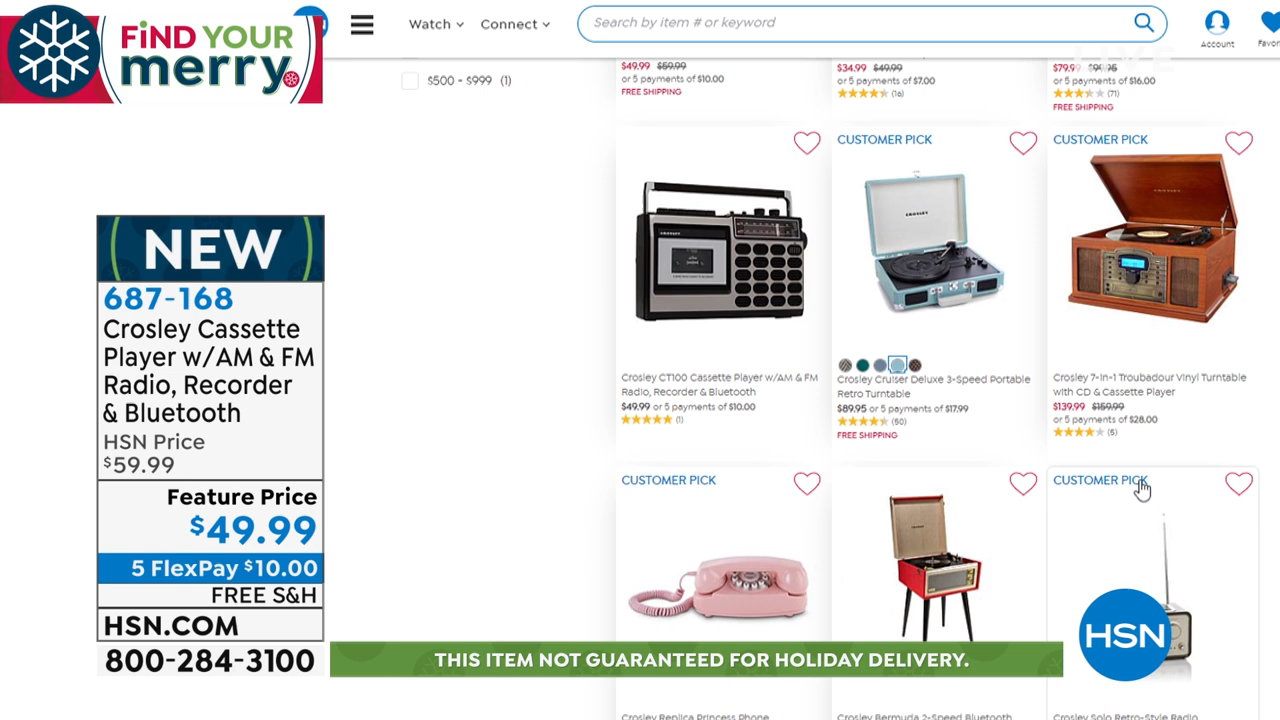 FiND YOUR
merry
Watch
Connect
Search by item # or keyword
Account
LIVE
$500 - $999 (1)
$49.99 $59.99
or 5 payments of $10.00
FREE SHIPPING
$34.99 $49.99
or 5 payments of $7.00
(16)
or 5 payments of $16.00
(71)
FREE SHIPPING
NEW
687-168
Crosley Cassette
Player w/AM & FM
Radio, Recorder
& Bluetooth
HSN Price
$59.99
Feature Price
$49.99
5 FlexPay $10.00
FREE S&H
HSN.COM
800-284-3100
Crosley CT100 Cassette Player w/AM & FM
Radio, Recorder & Bluetooth
$49.99 or 5 payments of $10.00
(1)
CUSTOMER PICK
CROSLEY
Crosley Cruiser Deluxe 3-Speed Portable
Retro Turntable
$89.95 or 5 payments of $17.99
(50)
FREE SHIPPING
CUSTOMER PICK
CROSLEY
Crosley 7-in-1 Troubadour Vinyl Turntable
with CD & Cassette Player
$139.99 $159.99
or 5 payments of $28.00
(5)
CUSTOMER PICK
Crosley Replica Princess Phone
Crosley Bermuda 2-Speed Bluetooth
CUSTOMER PICK
Crosley Solo Retro-Style Radio
HSN
THIS ITEM NOT GUARANTEED FOR HOLIDAY DELIVERY.